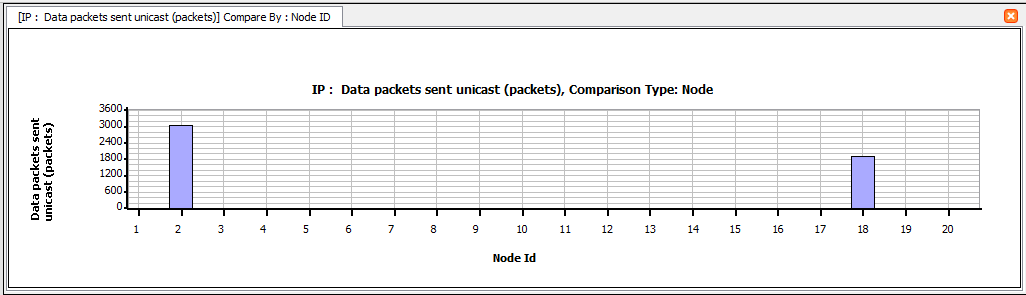 [IP :  Data packets sent unicast (packets)] Compare By : Node ID
IP :  Data packets sent unicast (packets), Comparison Type: Node
Data packets sent
unicast (packets)
3600
3000
2400
1800
1200
600
0
1 2 3 4 5 6 7 8 9 10 11 12 13 14 15 16 17 18 19 20
Node Id